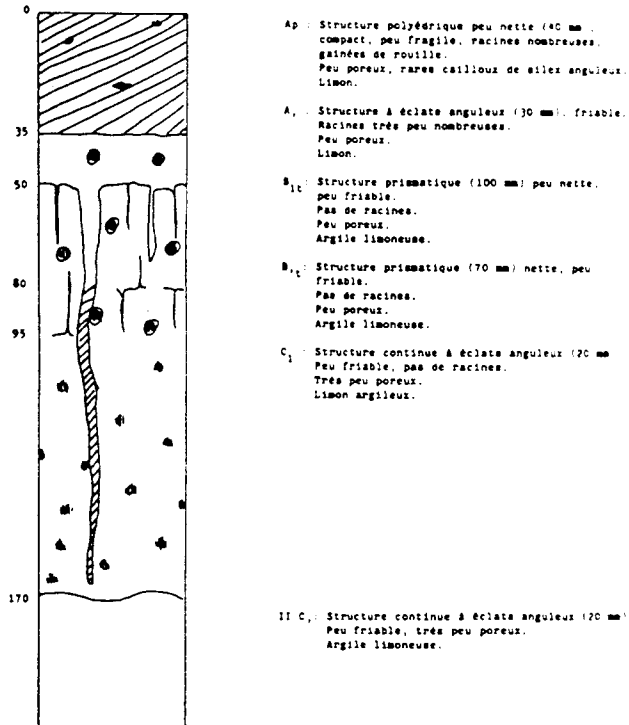 0
35
50
80
95
170
Ap : Structure polyédrique peu nette (40 mm),
compact, peu fragile, racines nombreuses,
gainées de rouille.
Peu poreux, rares cailloux de silex anguleux.
Limon.
A, : Structure à éclats anguleux (30 mm), friable.
Racines très peu nombreuses.
Peu poreux.
Limon.
B1t : Structure prismatique (100 mm) peu nette,
peu friable.
Pas de racines.
Peu poreux.
Argile limoneuse.
B,t : Structure prismatique (70 mm) nette, peu
friable.
Pas de racines.
Peu poreux.
Argile limoneuse.
C1 : Structure continue à éclats anguleux (20 mm
Peu friable, pas de racines.
Très peu poreux.
Limon argileux.
II C, : Structure continue à éclats anguleux (20 mm)
Peu friable, très peu poreux.
Argile limoneuse.